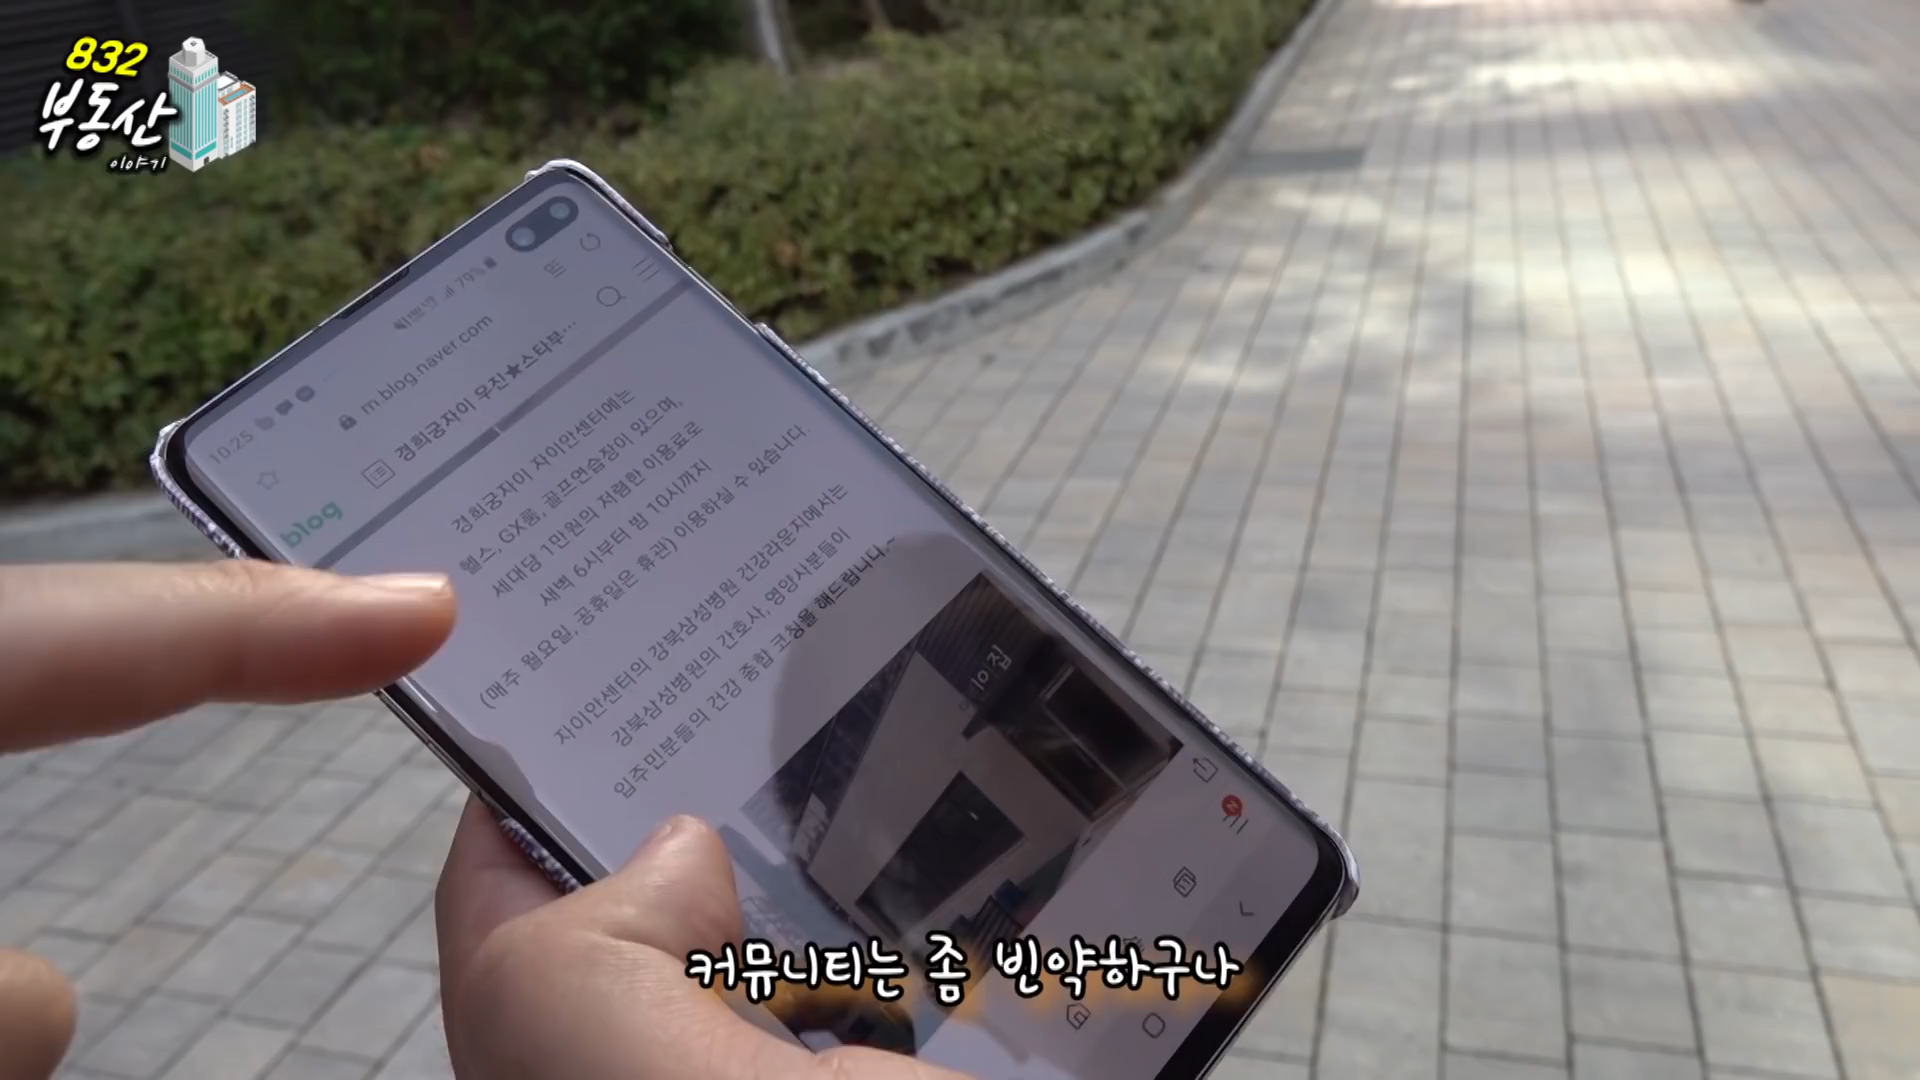 832
부동산
이야기
10:25
79%
m.blog.naver.com
경희궁자이 우진★스타부…
blog
경희궁자이 자이안센터에는
헬스, GX룸, 골프연습장이 있으며,
세대당 1만원의 저렴한 이용료로
새벽 6시부터 밤 10시까지
(매주 월요일, 공휴일은 휴관) 이용하실 수 있습니다.
자이안센터의 강북삼성병원 건강라운지에서는
강북삼성병원의 간호사, 영양사분들이
입주민분들의 건강 종합 코칭을 해드립니다.~
커뮤니티는 좀 빈약하구나